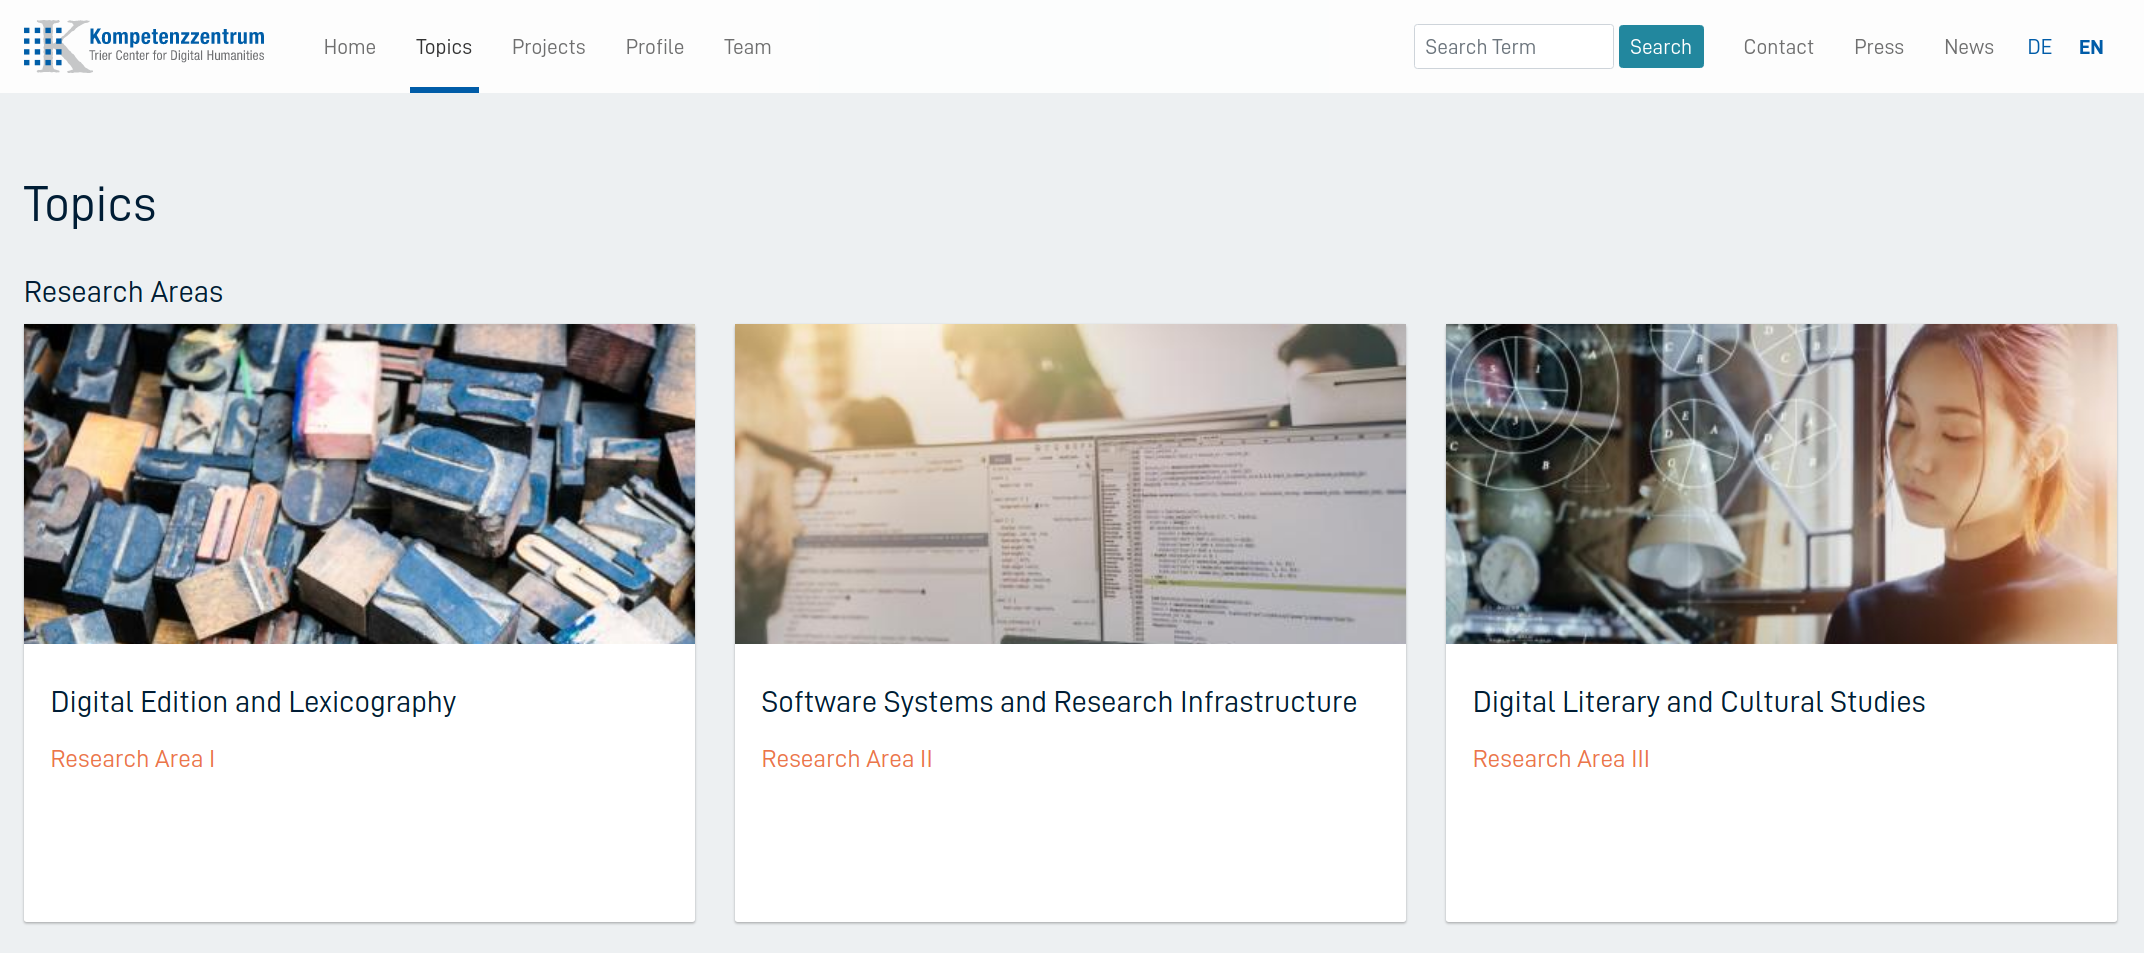 Kompetenzzentrum
Trier Center for Digital Humanities
Home
Topics
Projects
Profile
Team
Search Term
Search
Contact
Press
News
DE
EN
Topics
Research Areas
Digital Edition and Lexicography
Research Area I
Software Systems and Research Infrastructure
Research Area II
Digital Literary and Cultural Studies
Research Area III